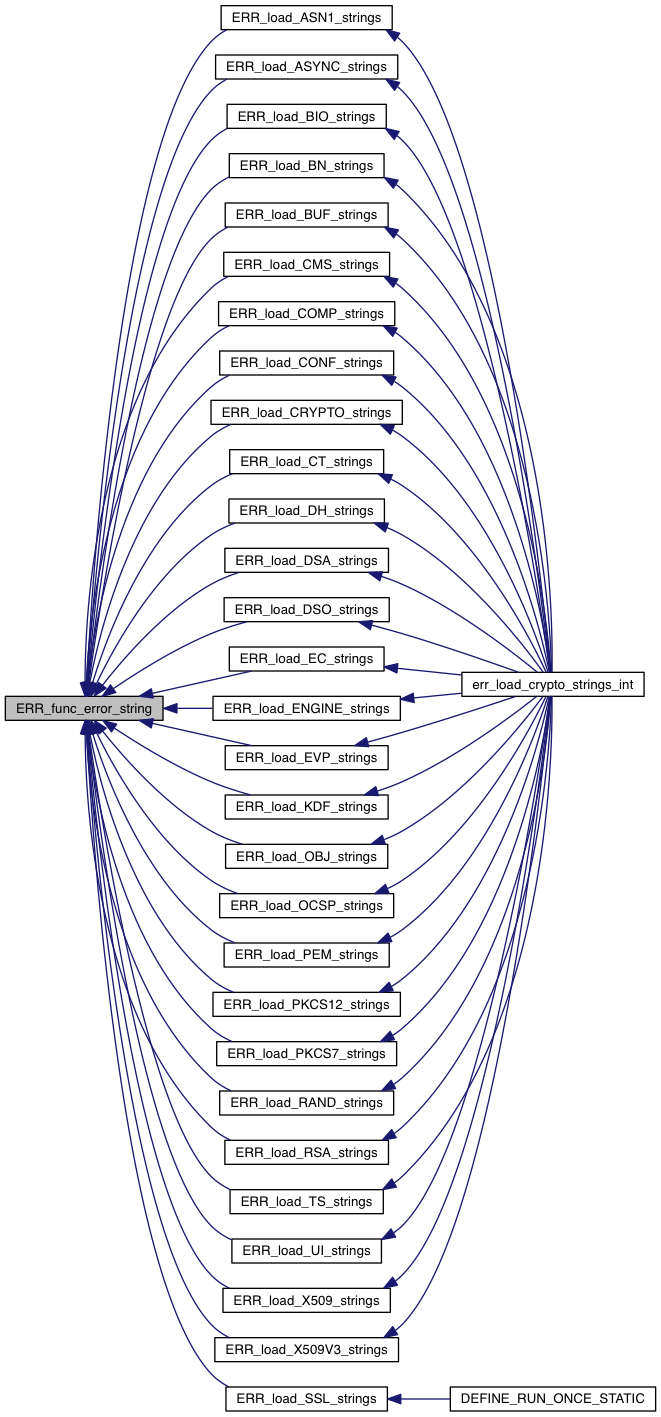 ERR_load_ASN1_strings
ERR_load_ASYNC_strings
ERR_load_BIO_strings
ERR_load_BN_strings
ERR_load_BUF_strings
ERR_load_CMS_strings
ERR_load_COMP_strings
ERR_load_CONF_strings
ERR_load_CRYPTO_strings
ERR_load_CT_strings
ERR_load_DH_strings
ERR_load_DSA_strings
ERR_load_DSO_strings
ERR_load_EC_strings
err_load_crypto_strings_int
ERR_func_error_string
ERR_load_ENGINE_strings
ERR_load_EVP_strings
ERR_load_KDF_strings
ERR_load_OBJ_strings
ERR_load_OCSP_strings
ERR_load_PEM_strings
ERR_load_PKCS12_strings
ERR_load_PKCS7_strings
ERR_load_RAND_strings
ERR_load_RSA_strings
ERR_load_TS_strings
ERR_load_UI_strings
ERR_load_X509_strings
ERR_load_X509V3_strings
ERR_load_SSL_strings
DEFINE_RUN_ONCE_STATIC